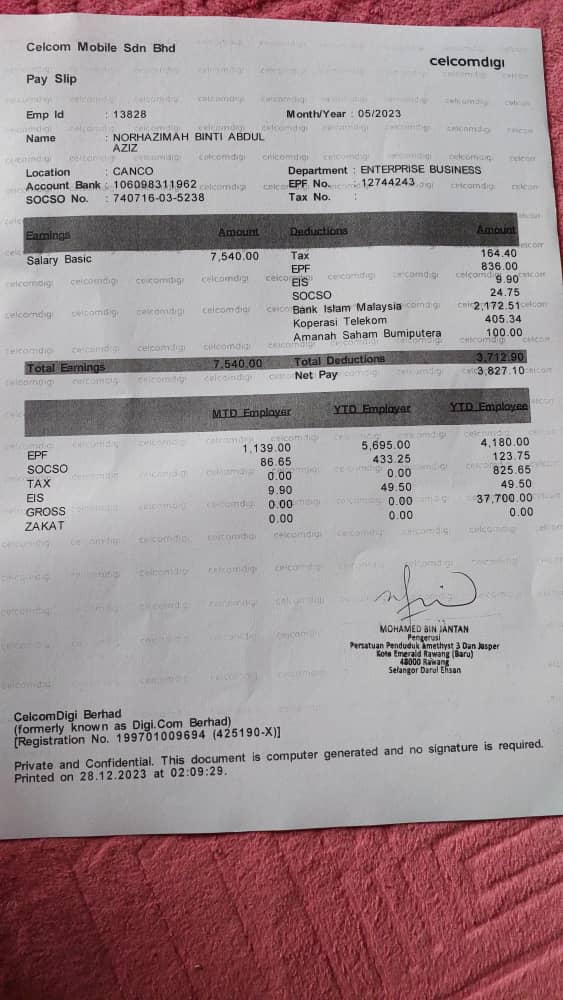 Celcom Mobile Sdn Bhd
celcomdigi
Pay Slip
Emp Id : 13828 Month/Year : 05/2023
Name : NORHAZIMAH BINTI ABDUL
AZIZ
Location : CANCO Department : ENTERPRISE BUSINESS
Account Bank : 106098311962 EPF No. : 12744243
SOCSO No. : 740716-03-5238 Tax No. :
Earnings Amount Deductions Amount
Salary Basic 7,540.00 Tax 164.40
EPF 836.00
EIS 9.90
SOCSO 24.75
Bank Islam Malaysia 2,172.51
Koperasi Telekom 405.34
Amanah Saham Bumiputera 100.00
Total Earnings 7,540.00 Total Deductions 3,712.90
Net Pay 3,827.10
MTD Employer YTD Employer YTD Employee
EPF 1,139.00 5,695.00 4,180.00
SOCSO 86.65 433.25 123.75
TAX 0.00 0.00 825.65
EIS 9.90 49.50 49.50
GROSS 0.00 0.00 37,700.00
ZAKAT 0.00 0.00 0.00
MOHAMED BIN JANTAN
Pengerusi
Persatuan Penduduk Amethyst 3 Dan Jasper
Kota Emerald Rawang (Baru)
48000 Rawang
Selangor Darul Ehsan
CelcomDigi Berhad
(formerly known as Digi.Com Berhad)
[Registration No. 199701009694 (425190-X)]
Private and Confidential. This document is computer generated and no signature is required.
Printed on 28.12.2023 at 02:09:29.